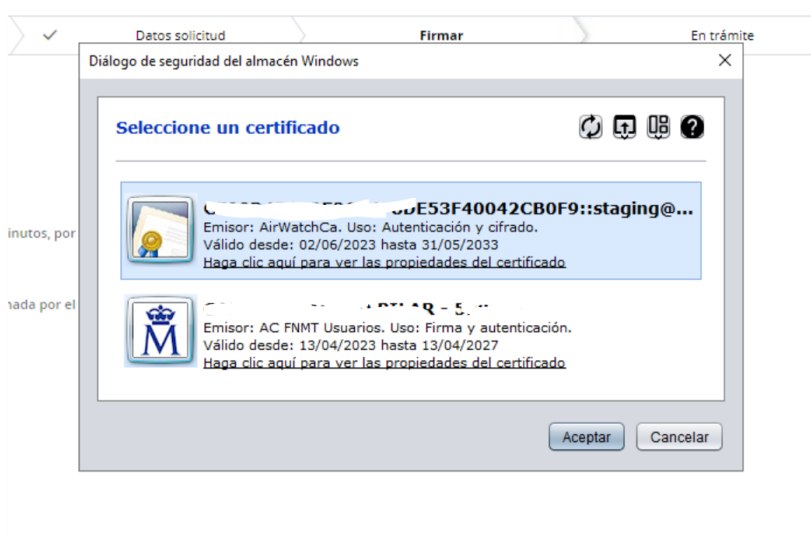 Datos solicitud
Firmar
En trámite
Diálogo de seguridad del almacén Windows
Seleccione un certificado
DE53F40042CB0F9::staging@...
Emisor: AirWatchCa. Uso: Autenticación y cifrado.
Válido desde: 02/06/2023 hasta 31/05/2033
Haga clic aquí para ver las propiedades del certificado
inutos, por
nada por el
Emisor: AC FNMT Usuarios. Uso: Firma y autenticación.
Válido desde: 13/04/2023 hasta 13/04/2027
Haga clic aquí para ver las propiedades del certificado
Aceptar
Cancelar